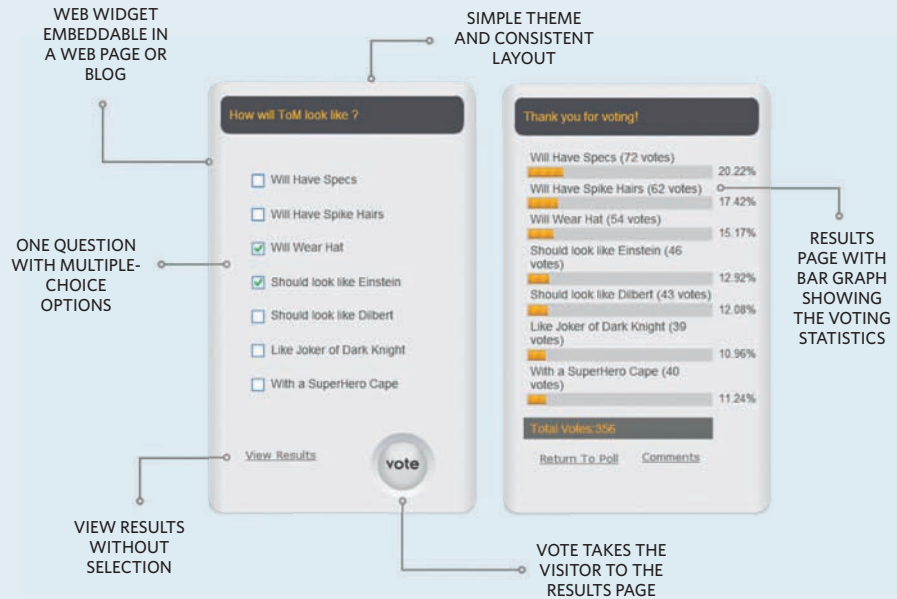 WEB WIDGET
EMBEDDABLE IN
A WEB PAGE OR
BLOG
SIMPLE THEME
AND CONSISTENT
LAYOUT
ONE QUESTION
WITH MULTIPLE-
CHOICE
OPTIONS
VIEW RESULTS
WITHOUT
SELECTION
How will ToM look like ?
Will Have Specs
Will Have Spike Hairs
Will Wear Hat
Should look like Einstein
Should look like Dilbert
Like Joker of Dark Knight
With a SuperHero Cape
View Results
vote
Thank you for voting!
Will Have Specs (72 votes)
20.22%
Will Have Spike Hairs (62 votes)
17.42%
Will Wear Hat (54 votes)
15.17%
Should look like Einstein (46
votes)
12.92%
Should look like Dilbert (43 votes)
12.08%
Like Joker of Dark Knight (39
votes)
10.96%
With a SuperHero Cape (40
votes)
11.24%
Total Votes:356
Return To Poll
Comments
RESULTS
PAGE WITH
BAR GRAPH
SHOWING
THE VOTING
STATISTICS
VOTE TAKES THE
VISITOR TO THE
RESULTS PAGE